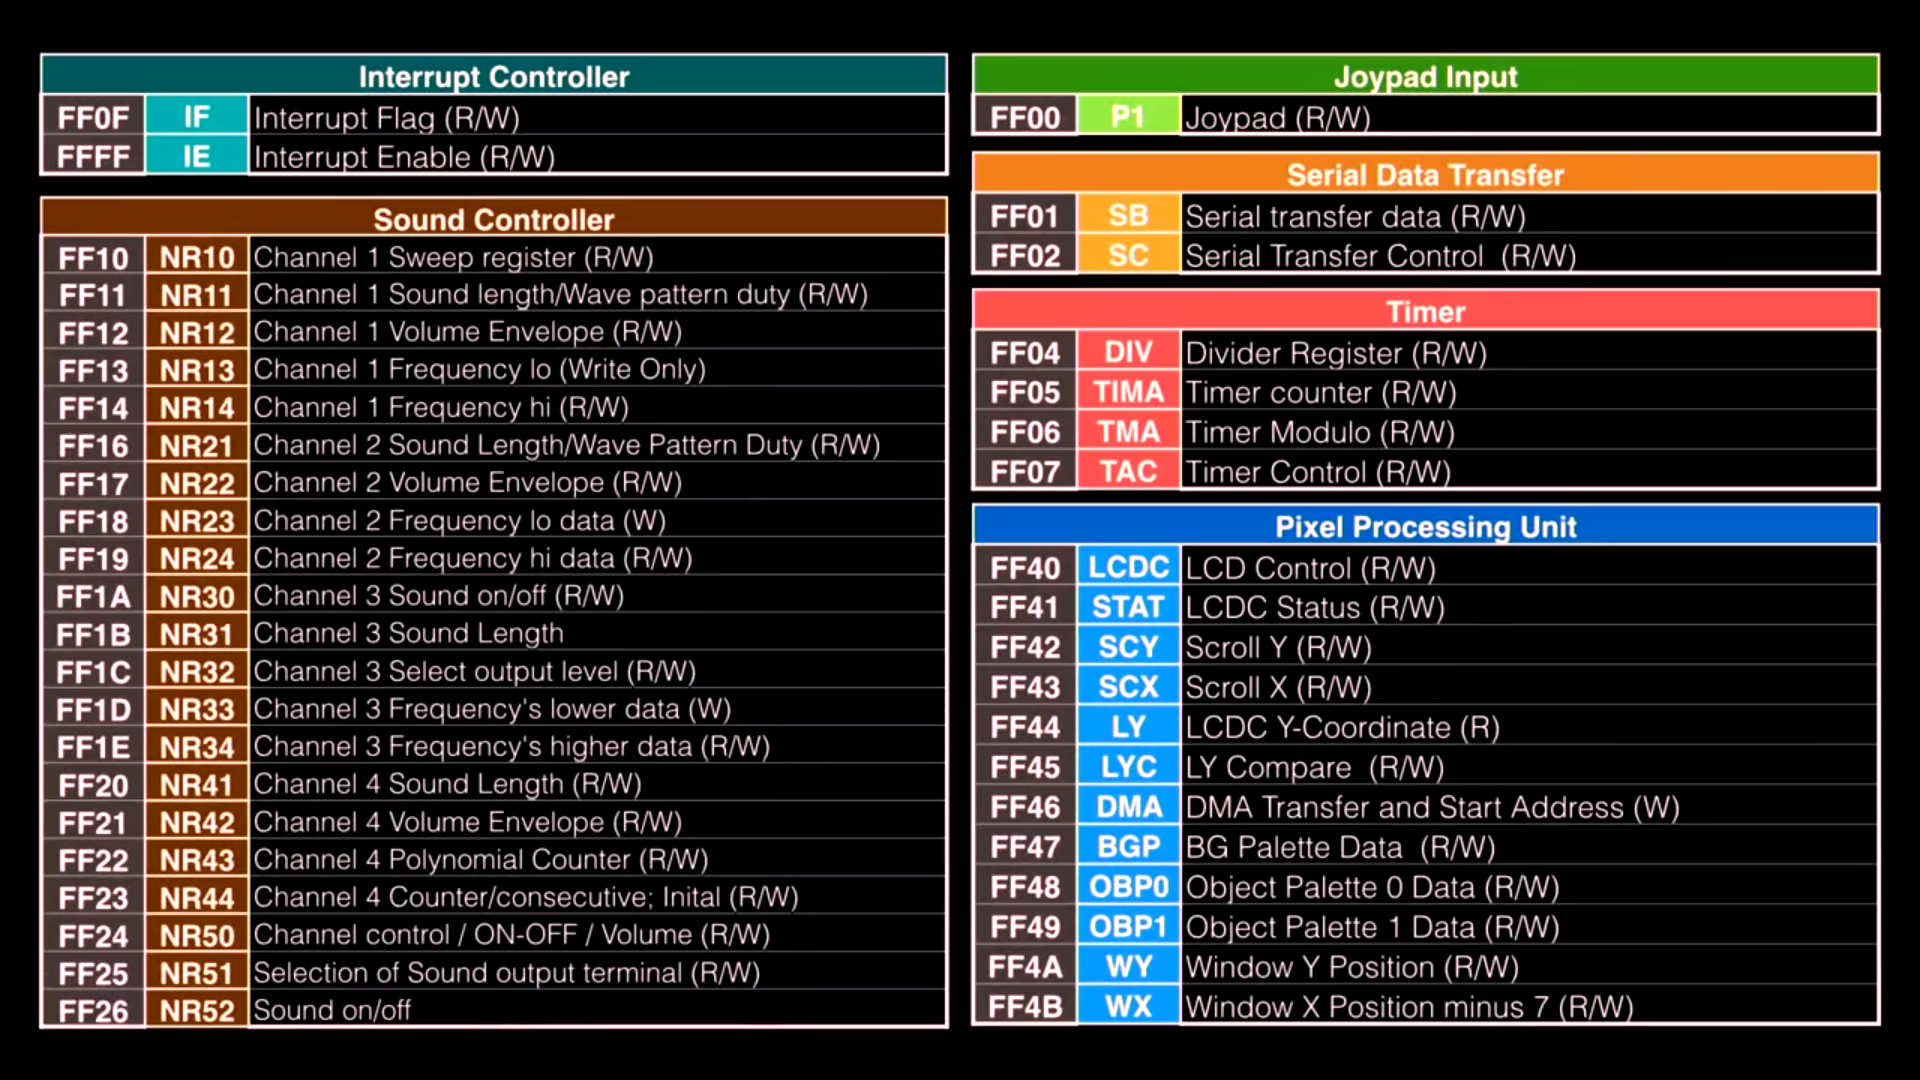 Interrupt Controller
FF0F IF Interrupt Flag (R/W)
FFFF IE Interrupt Enable (R/W)
Sound Controller
FF10 NR10 Channel 1 Sweep register (R/W)
FF11 NR11 Channel 1 Sound length/Wave pattern duty (R/W)
FF12 NR12 Channel 1 Volume Envelope (R/W)
FF13 NR13 Channel 1 Frequency lo (Write Only)
FF14 NR14 Channel 1 Frequency hi (R/W)
FF16 NR21 Channel 2 Sound Length/Wave Pattern Duty (R/W)
FF17 NR22 Channel 2 Volume Envelope (R/W)
FF18 NR23 Channel 2 Frequency lo data (W)
FF19 NR24 Channel 2 Frequency hi data (R/W)
FF1A NR30 Channel 3 Sound on/off (R/W)
FF1B NR31 Channel 3 Sound Length
FF1C NR32 Channel 3 Select output level (R/W)
FF1D NR33 Channel 3 Frequency's lower data (W)
FF1E NR34 Channel 3 Frequency's higher data (R/W)
FF20 NR41 Channel 4 Sound Length (R/W)
FF21 NR42 Channel 4 Volume Envelope (R/W)
FF22 NR43 Channel 4 Polynomial Counter (R/W)
FF23 NR44 Channel 4 Counter/consecutive; Inital (R/W)
FF24 NR50 Channel control / ON-OFF / Volume (R/W)
FF25 NR51 Selection of Sound output terminal (R/W)
FF26 NR52 Sound on/off
Joypad Input
FF00 P1 Joypad (R/W)
Serial Data Transfer
FF01 SB Serial transfer data (R/W)
FF02 SC Serial Transfer Control (R/W)
Timer
FF04 DIV Divider Register (R/W)
FF05 TIMA Timer counter (R/W)
FF06 TMA Timer Modulo (R/W)
FF07 TAC Timer Control (R/W)
Pixel Processing Unit
FF40 LCDC LCD Control (R/W)
FF41 STAT LCDC Status (R/W)
FF42 SCY Scroll Y (R/W)
FF43 SCX Scroll X (R/W)
FF44 LY LCDC Y-Coordinate (R)
FF45 LYC LY Compare (R/W)
FF46 DMA DMA Transfer and Start Address (W)
FF47 BGP BG Palette Data (R/W)
FF48 OBP0 Object Palette 0 Data (R/W)
FF49 OBP1 Object Palette 1 Data (R/W)
FF4A WY Window Y Position (R/W)
FF4B WX Window X Position minus 7 (R/W)